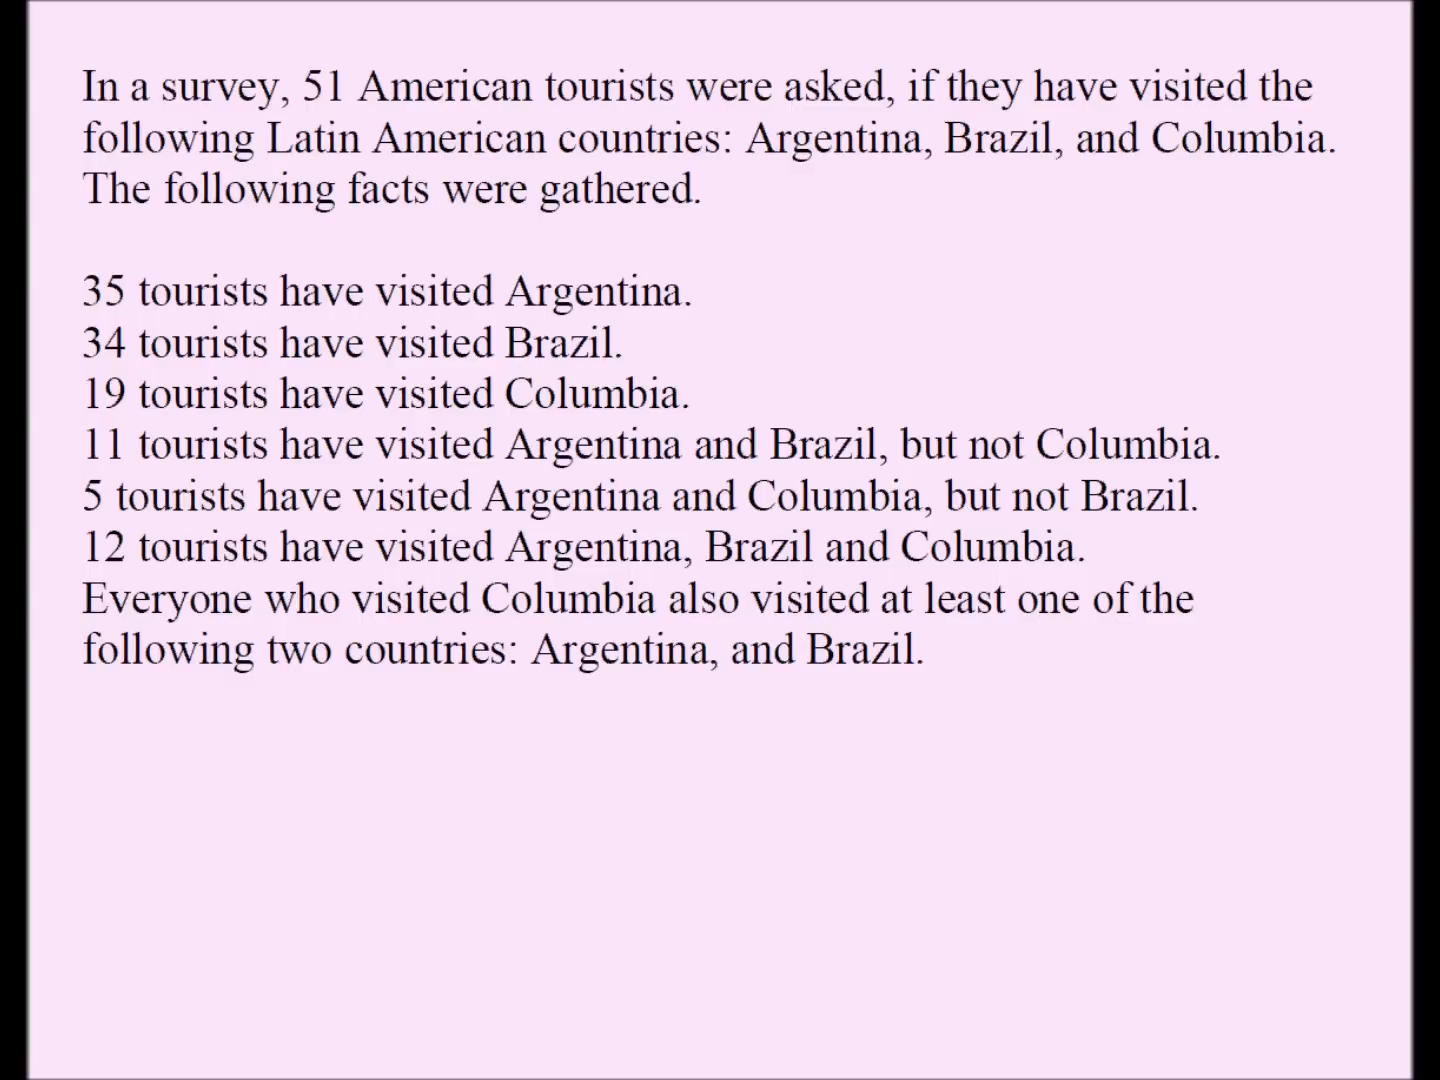 In a survey, 51 American tourists were asked, if they have visited the
following Latin American countries: Argentina, Brazil, and Columbia.
The following facts were gathered.
35 tourists have visited Argentina.
34 tourists have visited Brazil.
19 tourists have visited Columbia.
11 tourists have visited Argentina and Brazil, but not Columbia.
5 tourists have visited Argentina and Columbia, but not Brazil.
12 tourists have visited Argentina, Brazil and Columbia.
Everyone who visited Columbia also visited at least one of the
following two countries: Argentina, and Brazil.